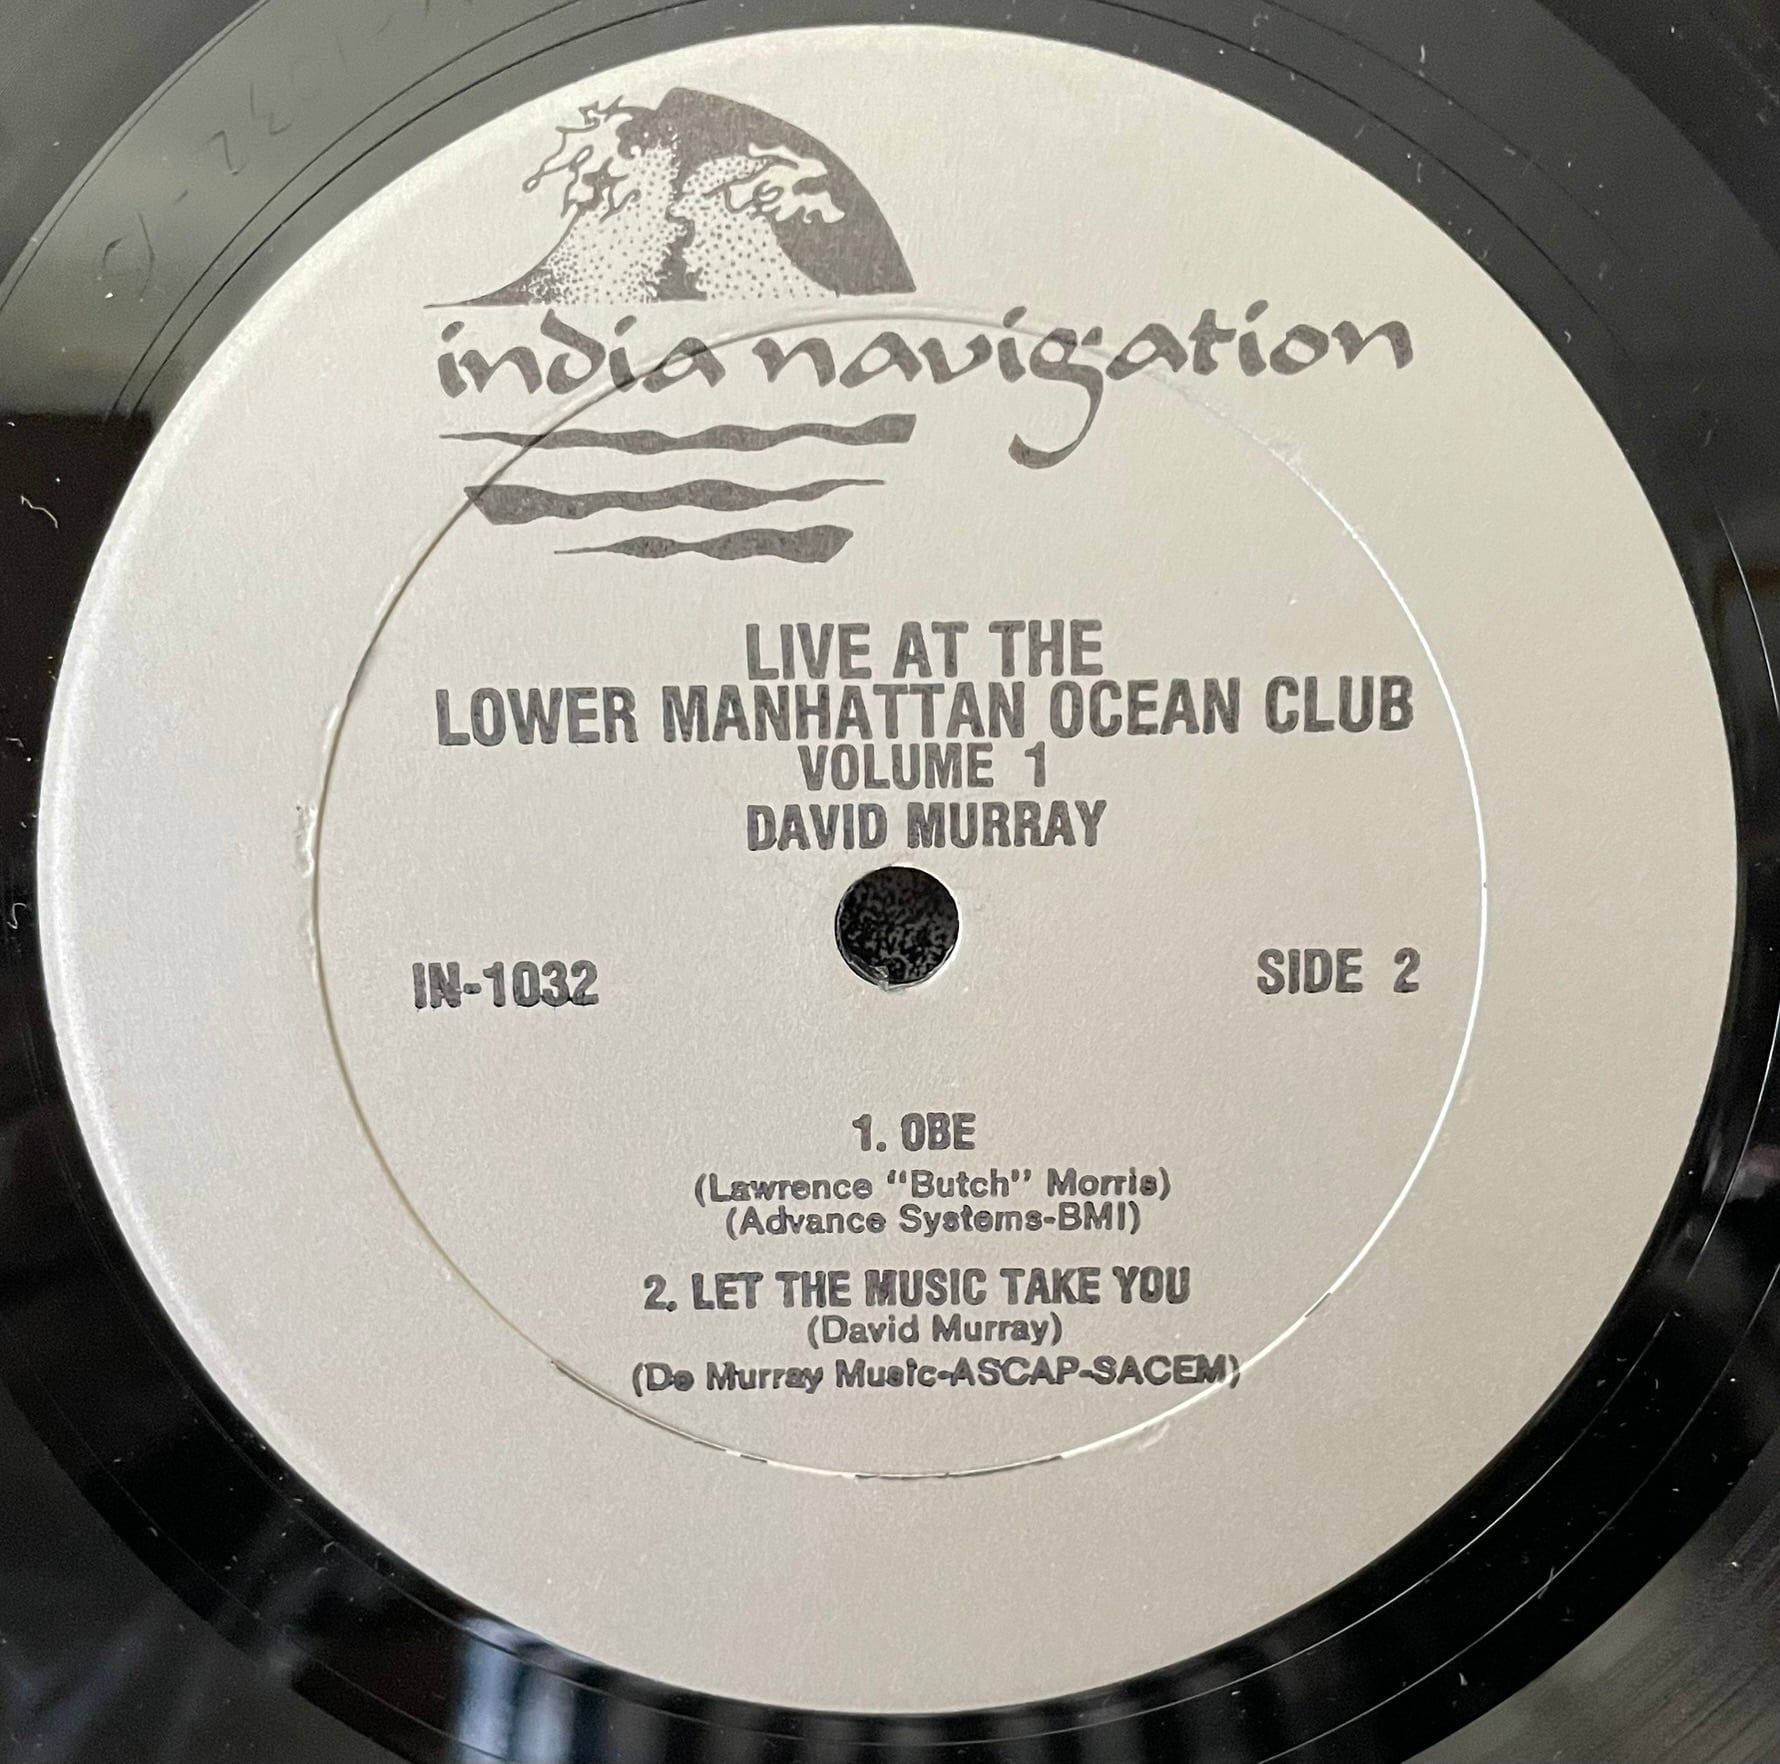 india navigation
LIVE AT THE
LOWER MANHATTAN OCEAN CLUB
VOLUME 1
DAVID MURRAY
IN-1032
SIDE 2
1. OBE
(Lawrence “Butch” Morris)
(Advance Systems-BMI)
2. LET THE MUSIC TAKE YOU
(David Murray)
(De Murray Music-ASCAP-SACEM)